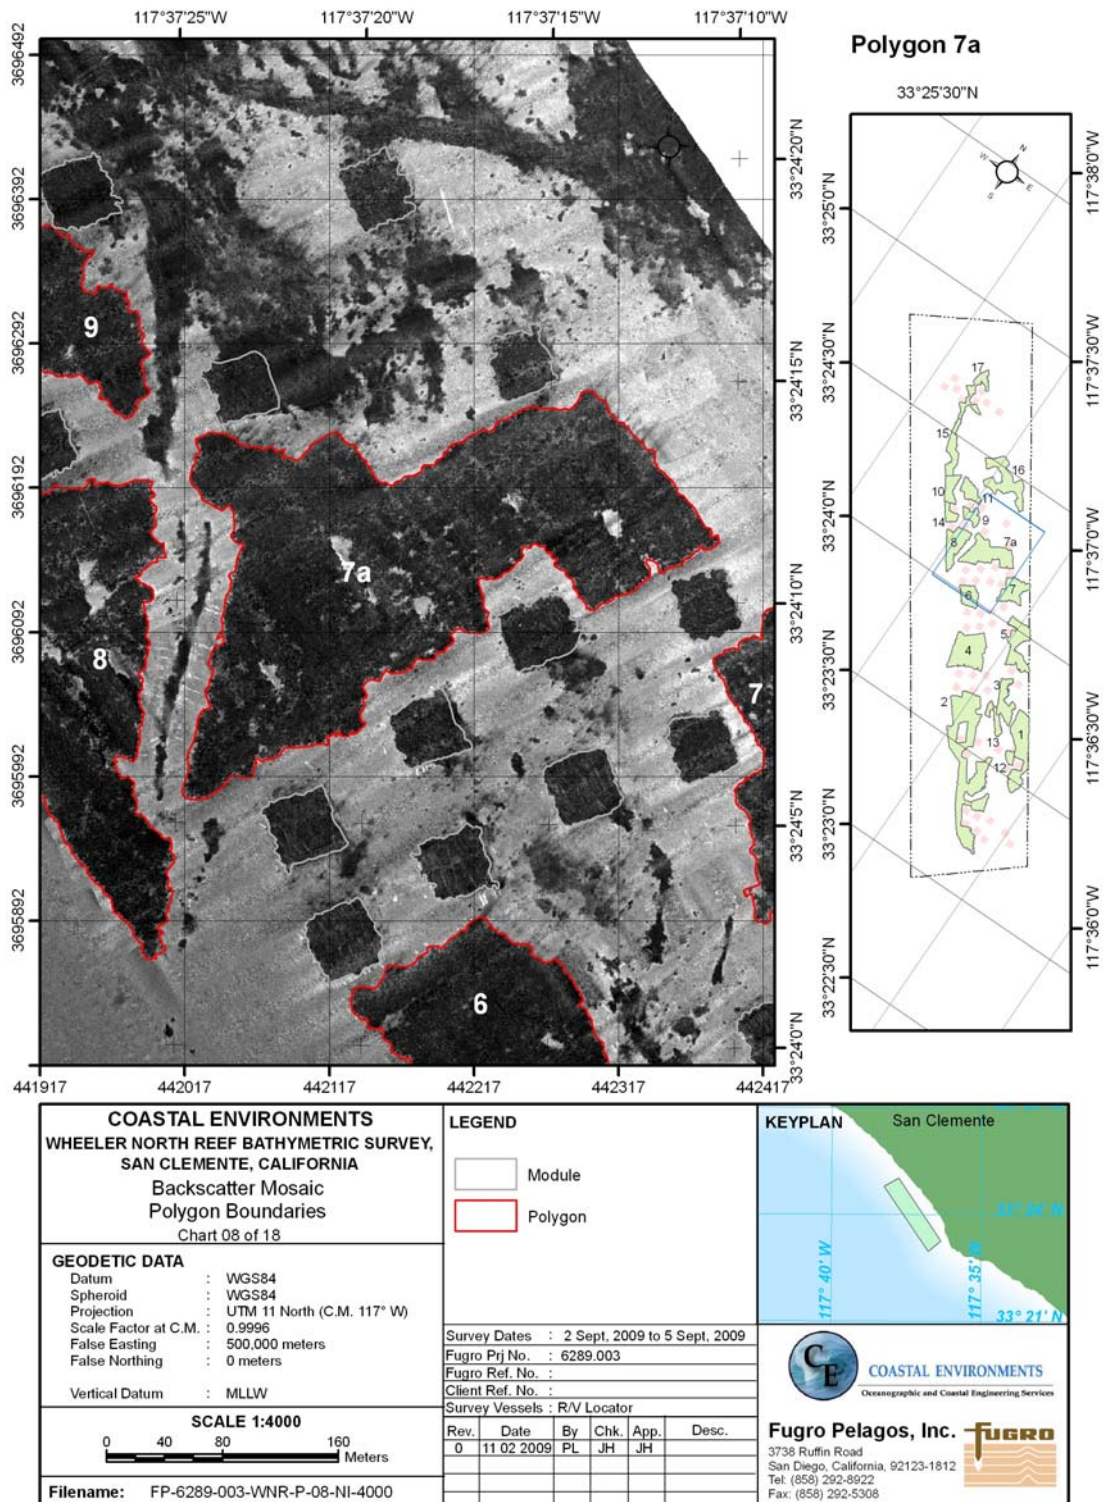 117°37'25"W
117°37'20"W
117°37'15"W
117°37'10"W
Polygon 7a
33°25'30"N
3696492
3696392
3696292
3696192
3696092
3695992
3695892
9
7a
8
7
6
33°24'20"N
33°24'15"N
33°24'10"N
33°24'5"N
33°24'0"N
441917
442017
442117
442217
442317
442417
N
W
E
S
33°25'0"N
33°24'30"N
33°24'0"N
33°23'30"N
33°23'0"N
33°22'30"N
117°38'0"W
117°37'30"W
117°37'0"W
117°36'30"W
117°36'0"W
17
15
16
10
11
14
9
8
7a
6
7
5
4
3
2
1
13
12
COASTAL ENVIRONMENTS
WHEELER NORTH REEF BATHYMETRIC SURVEY,
SAN CLEMENTE, CALIFORNIA
Backscatter Mosaic
Polygon Boundaries
Chart 08 of 18
GEODETIC DATA
Datum : WGS84
Spheroid : WGS84
Projection : UTM 11 North (C.M. 117° W)
Scale Factor at C.M. : 0.9996
False Easting : 500,000 meters
False Northing : 0 meters
Vertical Datum : MLLW
SCALE 1:4000
0 40 80 160
Meters
Filename: FP-6289-003-WNR-P-08-NI-4000
LEGEND
Module
Polygon
Survey Dates : 2 Sept, 2009 to 5 Sept, 2009
Fugro Prj No. : 6289.003
Fugro Ref. No. :
Client Ref. No. :
Survey Vessels : R/V Locator
Rev. Date By Chk. App. Desc.
0 11 02 2009 PL JH JH
KEYPLAN
San Clemente
33° 24' N
117° 40' W
117° 35' W
33° 21' N
CE
COASTAL ENVIRONMENTS
Oceanographic and Coastal Engineering Services
Fugro Pelagos, Inc.
FUGRO
3738 Ruffin Road
San Diego, California, 92123-1812
Tel: (858) 292-8922
Fax: (858) 292-5308